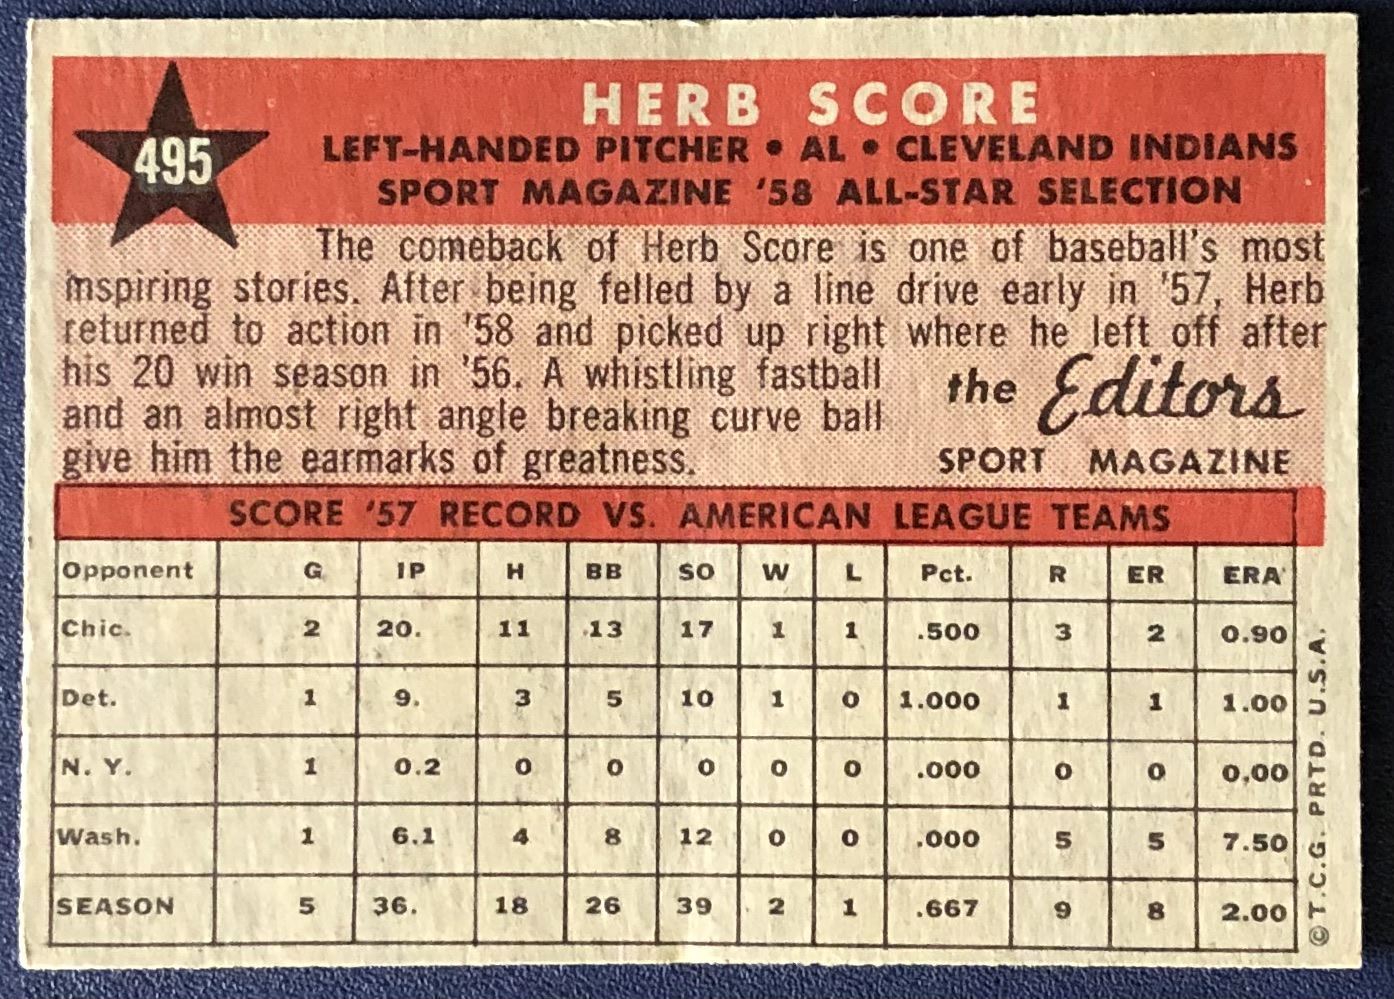 495
HERB SCORE
LEFT-HANDED PITCHER • AL • CLEVELAND INDIANS
SPORT MAGAZINE '58 ALL-STAR SELECTION
The comeback of Herb Score is one of baseball's most
inspiring stories. After being felled by a line drive early in '57, Herb
returned to action in '58 and picked up right where he left off after
his 20 win season in '56. A whistling fastball
and an almost right angle breaking curve ball
give him the earmarks of greatness.
the Editors
SPORT MAGAZINE
SCORE '57 RECORD VS. AMERICAN LEAGUE TEAMS
Opponent G IP H BB SO W L Pct. R ER ERA
Chic. 2 20. 11 13 17 1 1 .500 3 2 0.90
Det. 1 9. 3 5 10 1 0 1.000 1 1 1.00
N. Y. 1 0.2 0 0 0 0 0 .000 0 0 0,00
Wash. 1 6.1 4 8 12 0 0 .000 5 5 7.50
SEASON 5 36. 18 26 39 2 1 .667 9 8 2.00
©T.C.G. PRTD. U.S.A.